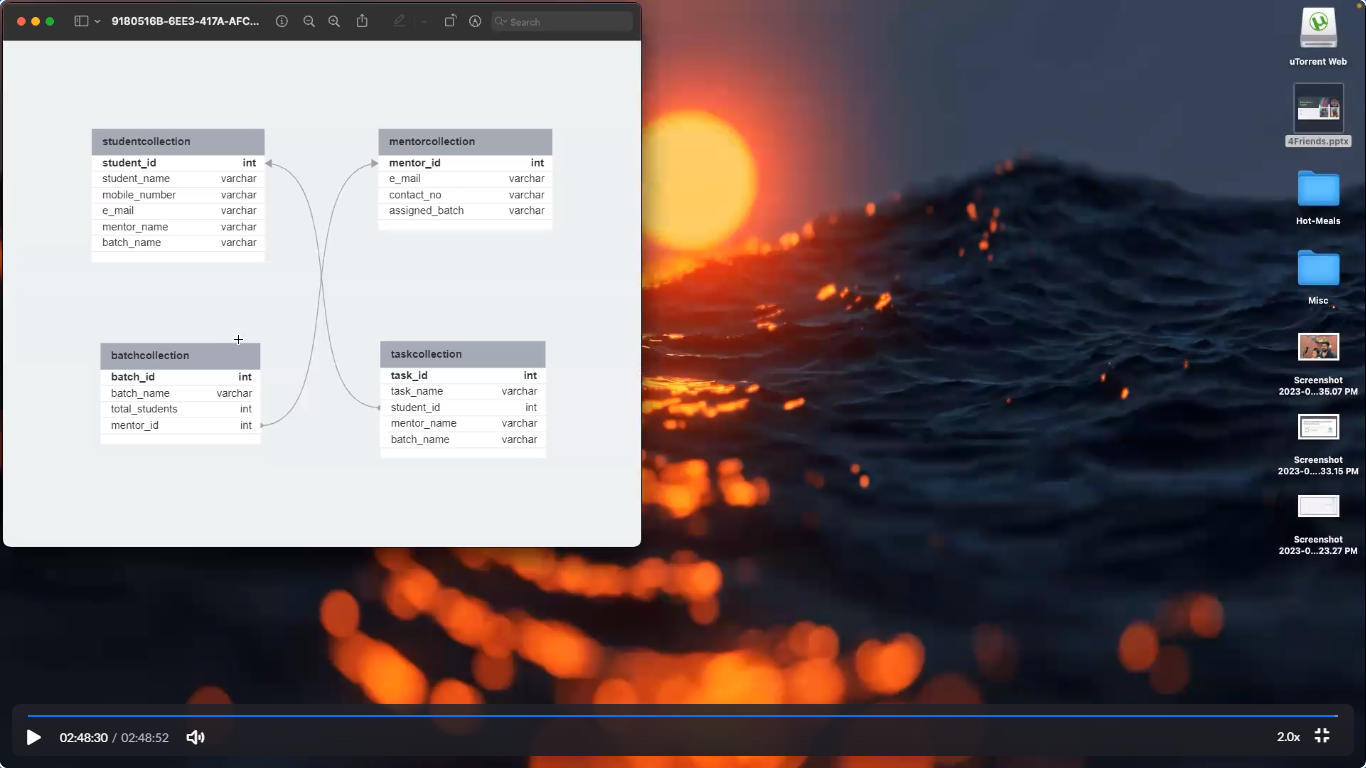 9180516B-6EE3-417A-AFC...
Search
studentcollection
student_id int
student_name varchar
mobile_number varchar
e_mail varchar
mentor_name varchar
batch_name varchar
mentorcollection
mentor_id int
e_mail varchar
contact_no varchar
assigned_batch varchar
batchcollection
batch_id int
batch_name varchar
total_students int
mentor_id int
taskcollection
task_id int
task_name varchar
student_id int
mentor_name varchar
batch_name varchar
uTorrent Web
4Friends.pptx
Hot-Meals
Misc
Screenshot
2023-0...35.07 PM
Screenshot
2023-0....33.15 PM
Screenshot
2023-0...23.27 PM
02:48:30 / 02:48:52
2.0x